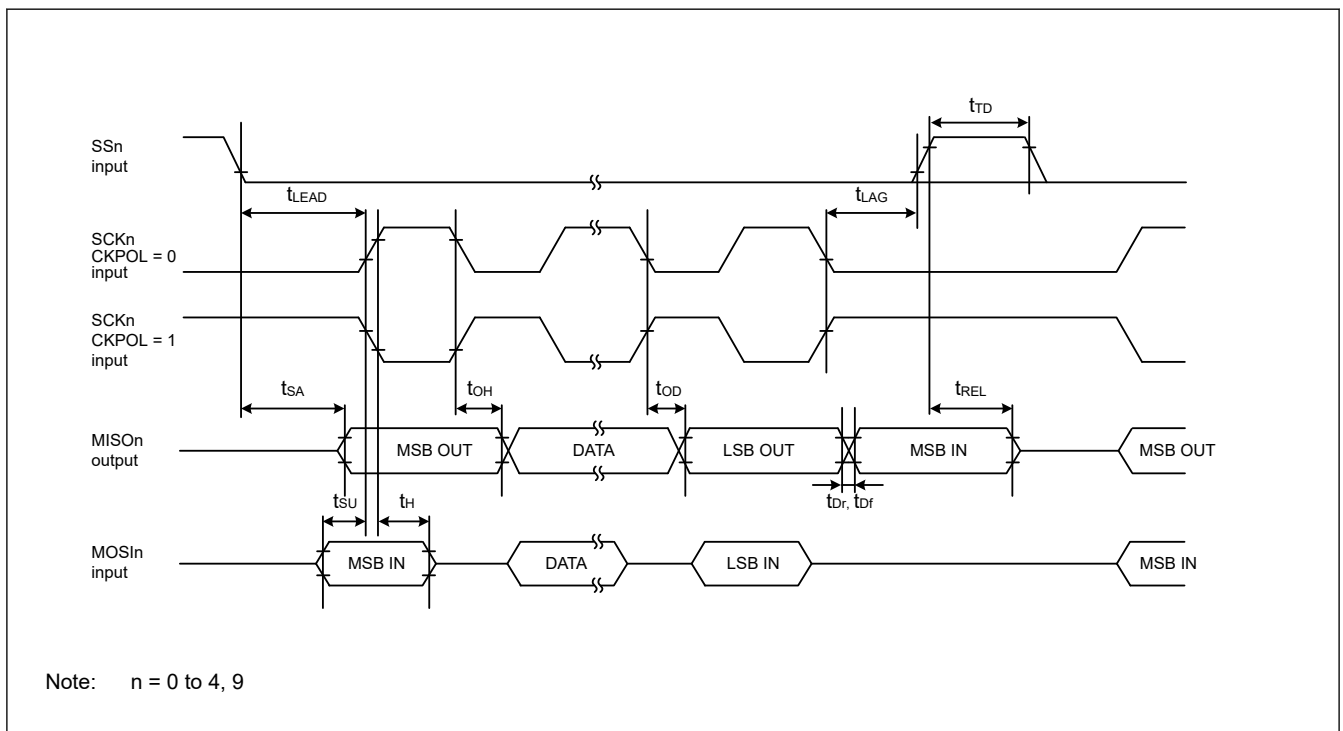 tTD
SSn
input
tLEAD
tLAG
SCKn
CKPOL = 0
input
SCKn
CKPOL = 1
input
tSA
tOH
tOD
tREL
MISOn
output
MSB OUT
DATA
LSB OUT
MSB IN
MSB OUT
tSU
tH
tDr, tDf
MOSIn
input
MSB IN
DATA
LSB IN
MSB IN
Note: n = 0 to 4, 9